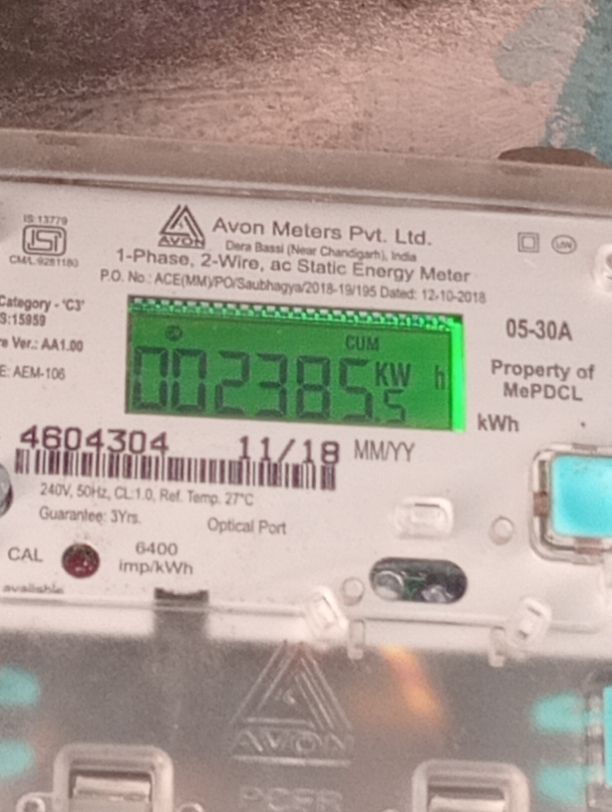 IS 13779
ISI
CM/L 9281180
AVON
Avon Meters Pvt. Ltd.
Dera Bassi (Near Chandigarh), India
1-Phase, 2-Wire, ac Static Energy Meter
P.O. No.: ACE(MM)/PO/Saubhagya/2018-19/195 Dated: 12-10-2018
Category - 'C3'
S:15959
e Ver.: AA1.00
E: AEM-106
CUM
002385.5 KW h
05-30A
Property of
MePDCL
kWh
4604304 11/18 MM/YY
240V, 50Hz, CL:1.0, Ref. Temp. 27°C
Guarantee: 3Yrs.
Optical Port
CAL
6400
imp/kWh
available
AVON